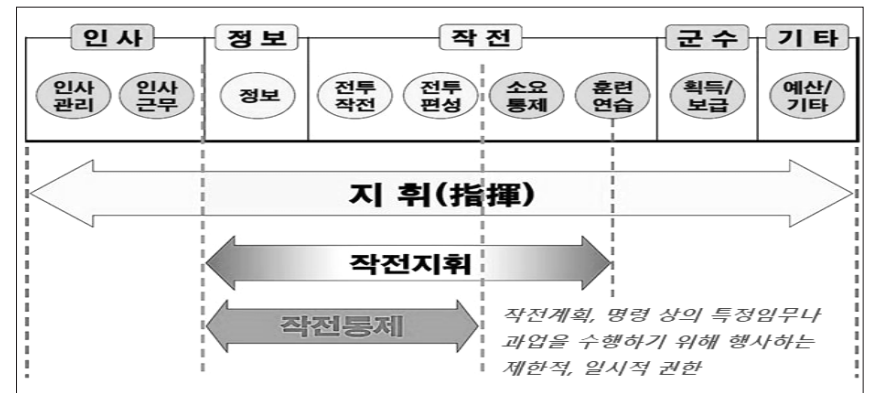 인 사
정 보
작 전
군 수
기 타
인사
관리
인사
근무
정보
전투
작전
전투
편성
소요
통제
훈련
연습
획득/
보급
예산/
기타
지 휘(指揮)
작전지휘
작전통제
작전계획, 명령 상의 특정임무나
과업을 수행하기 위해 행사하는
제한적, 일시적 권한